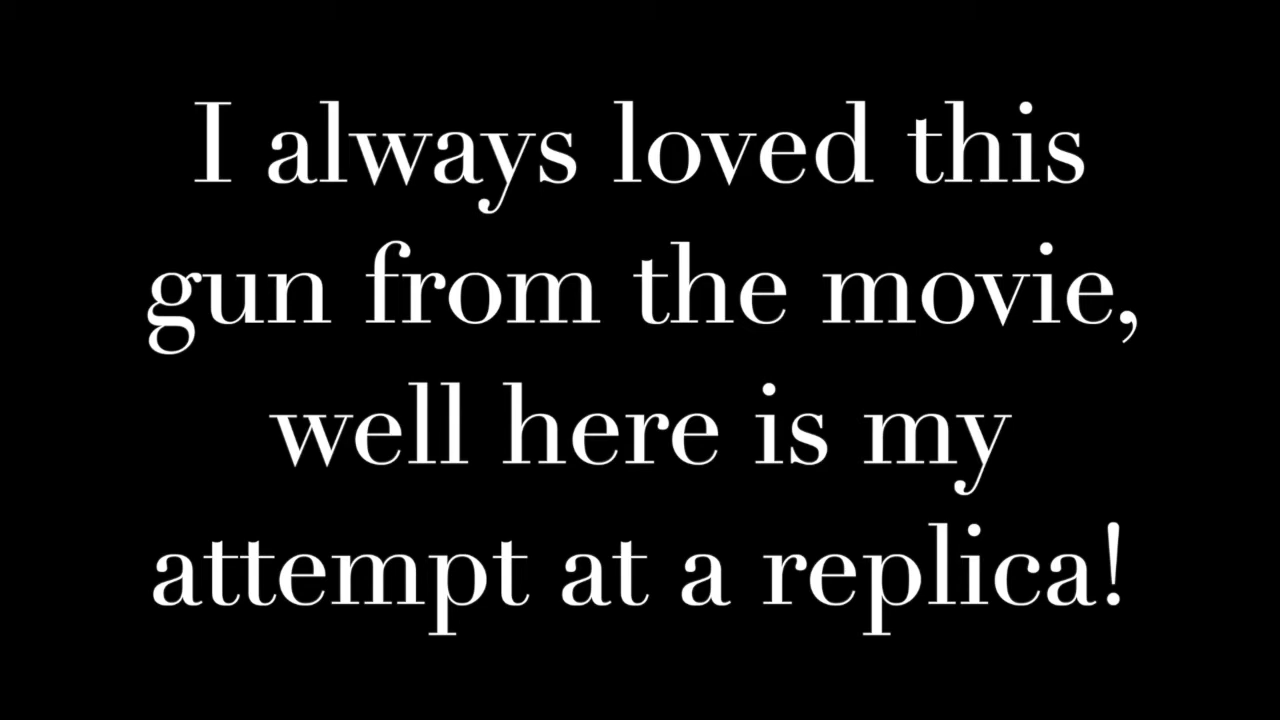 I always loved this
gun from the movie,
well here is my
attempt at a replica!